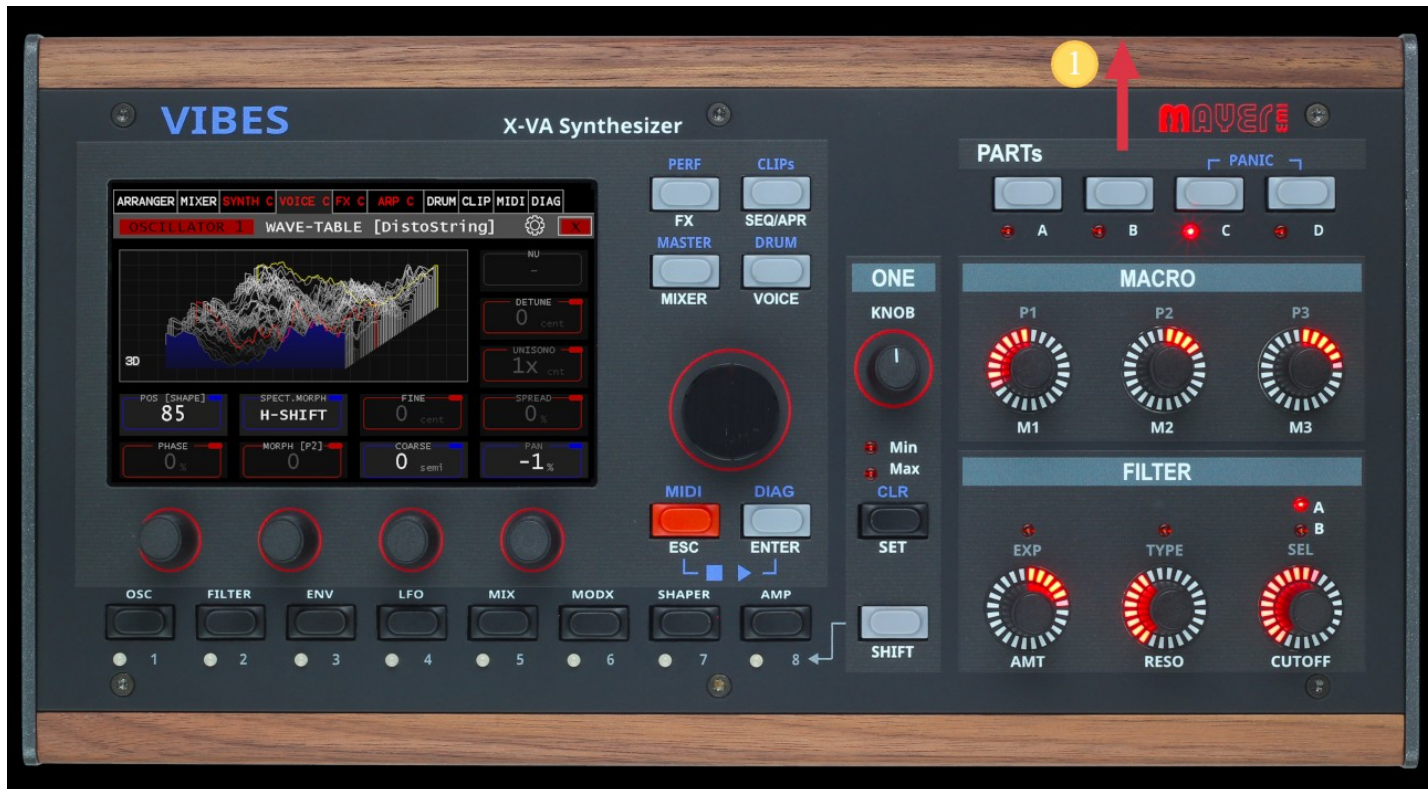 1
VIBES
X-VA Synthesizer
MAYER EMI
PARTs
PANIC
A
B
C
D
PERF
CLIPs
FX
SEQ/APR
MASTER
DRUM
MIXER
VOICE
ARRANGER MIXER SYNTH C VOICE C FX C ARP C DRUM CLIP MIDI DIAG
OSCILLATOR 1 WAVE-TABLE [DistoString] X
3D
NU
-
DETUNE
0 cent
UNISONO
1x cnt
POS [SHAPE]
85
SPECT.MORPH
H-SHIFT
FINE
0 cent
SPREAD
0 %
PHASE
0 %
MORPH [P2]
0
COARSE
0 semi
PAN
-1 %
MIDI
DIAG
ESC
ENTER
ONE
KNOB
Min
Max
CLR
SET
SHIFT
MACRO
P1
P2
P3
M1
M2
M3
FILTER
A
B
EXP
TYPE
SEL
AMT
RESO
CUTOFF
OSC
FILTER
ENV
LFO
MIX
MODX
SHAPER
AMP
1
2
3
4
5
6
7
8